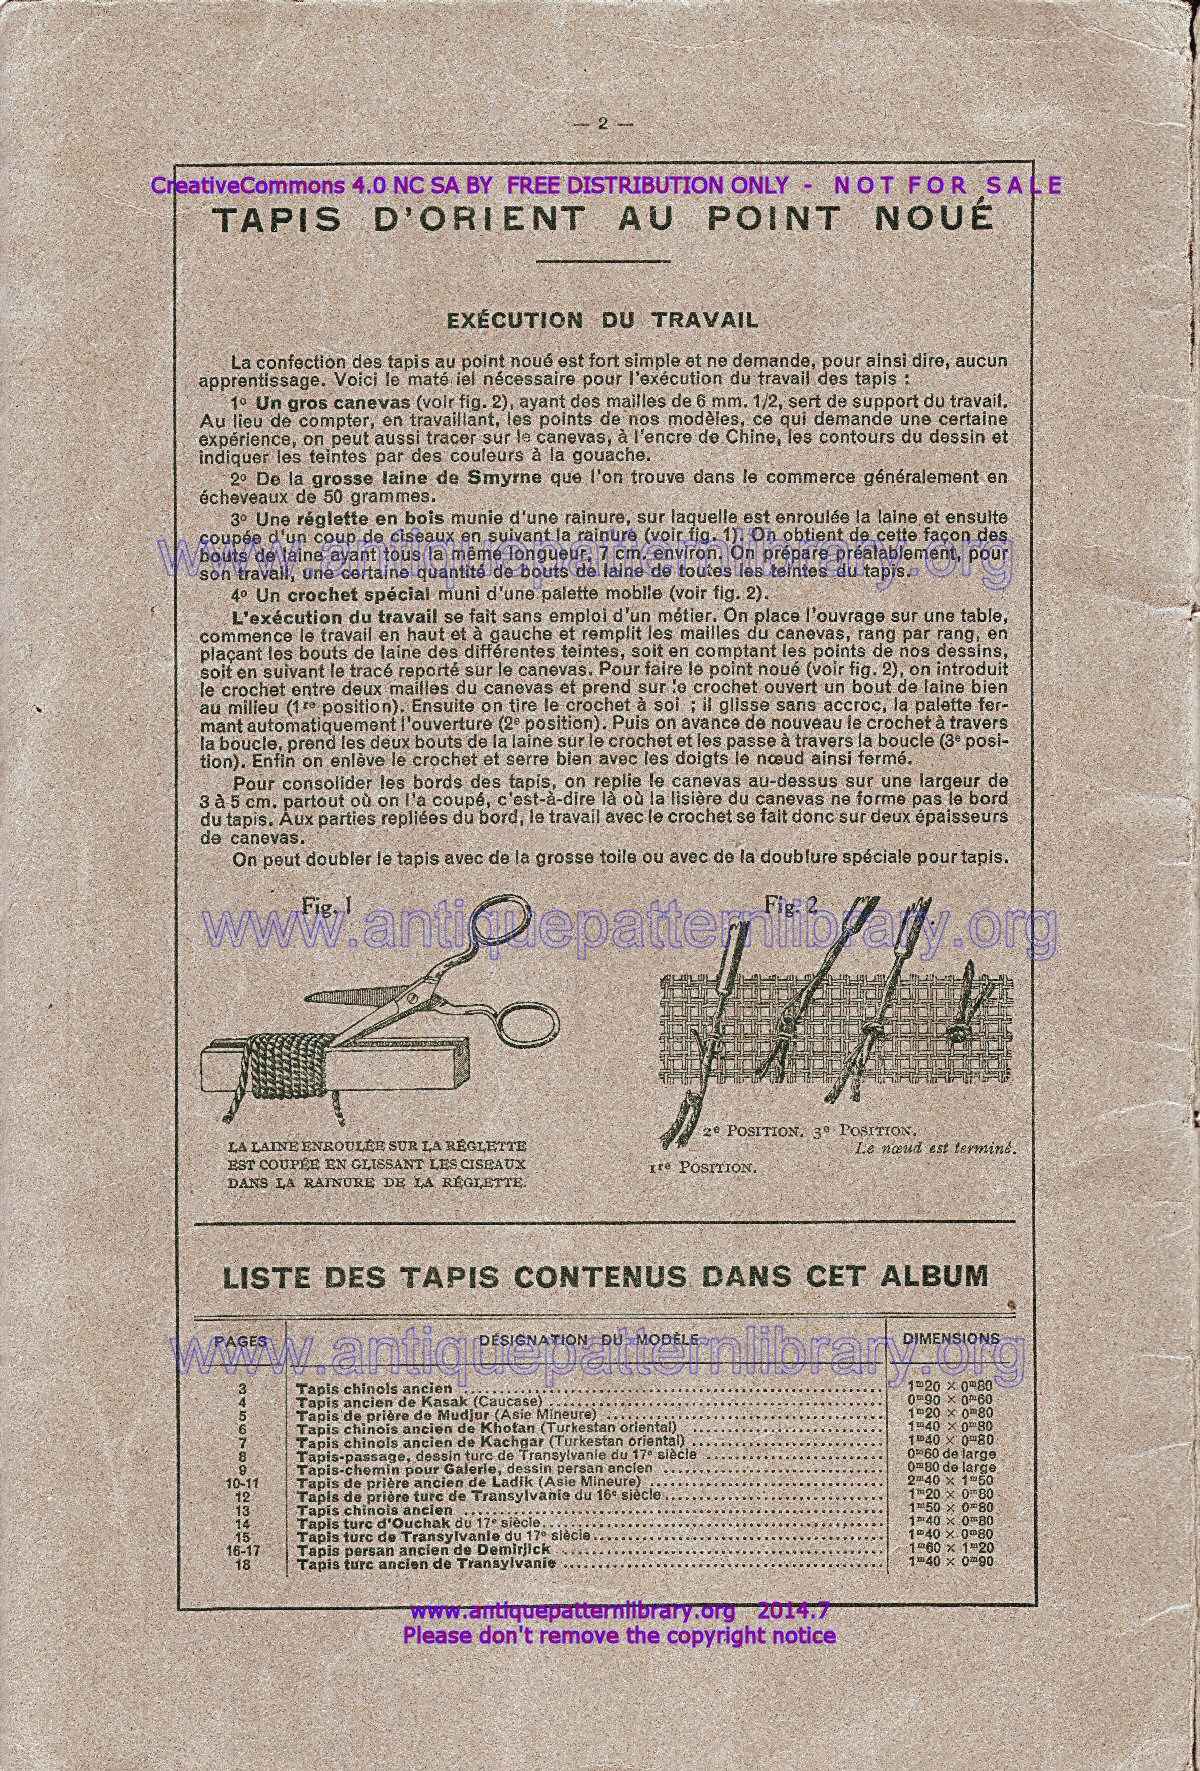 — 2 —
CreativeCommons 4.0 NC SA BY FREE DISTRIBUTION ONLY - NOT FOR SALE
TAPIS D'ORIENT AU POINT NOUÉ
EXÉCUTION DU TRAVAIL
La confection des tapis au point noué est fort simple et ne demande, pour ainsi dire, aucun
apprentissage. Voici le maté iel nécessaire pour l'exécution du travail des tapis :
1º Un gros canevas (voir fig. 2), ayant des mailles de 6 mm. 1/2, sert de support du travail.
Au lieu de compter, en travaillant, les points de nos modèles, ce qui demande une certaine
expérience, on peut aussi tracer sur le canevas, à l'encre de Chine, les contours du dessin et
indiquer les teintes par des couleurs à la gouache.
2º De la grosse laine de Smyrne que l'on trouve dans le commerce généralement en
écheveaux de 50 grammes.
3º Une réglette en bois munie d'une rainure, sur laquelle est enroulée la laine et ensuite
coupée d'un coup de ciseaux en suivant la rainure (voir fig. 1). On obtient de cette façon des
www.antiquepatternlibrary.org
bouts de laine ayant tous la même longueur, 7 cm. environ. On prépare préalablement, pour
son travail, une certaine quantité de bouts de laine de toutes les teintes du tapis.
4º Un crochet spécial muni d'une palette mobile (voir fig. 2).
L'exécution du travail se fait sans emploi d'un métier. On place l'ouvrage sur une table,
commence le travail en haut et à gauche et remplit les mailles du canevas, rang par rang, en
plaçant les bouts de laine des différentes teintes, soit en comptant les points de nos dessins,
soit en suivant le tracé reporté sur le canevas. Pour faire le point noué (voir fig. 2), on introduit
le crochet entre deux mailles du canevas et prend sur le crochet ouvert un bout de laine bien
au milieu (1re position). Ensuite on tire le crochet à soi ; il glisse sans accroc, la palette fer-
mant automatiquement l'ouverture (2e position). Puis on avance de nouveau le crochet à travers
la boucle, prend les deux bouts de la laine sur le crochet et les passe à travers la boucle (3e posi-
tion). Enfin on enlève le crochet et serre bien avec les doigts le nœud ainsi fermé.
Pour consolider les bords des tapis, on replie le canevas au-dessus sur une largeur de
3 à 5 cm. partout où on l'a coupé, c'est-à-dire là où la lisière du canevas ne forme pas le bord
du tapis. Aux parties repliées du bord, le travail avec le crochet se fait donc sur deux épaisseurs
de canevas.
On peut doubler le tapis avec de la grosse toile ou avec de la doublure spéciale pour tapis.
Fig. 1 Fig. 2
www.antiquepatternlibrary.org
2e POSITION. 3e POSITION.
Le nœud est terminé.
1re POSITION.
LA LAINE ENROULÉE SUR LA RÉGLETTE
EST COUPÉE EN GLISSANT LES CISEAUX
DANS LA RAINURE DE LA RÉGLETTE.
LISTE DES TAPIS CONTENUS DANS CET ALBUM
PAGES DÉSIGNATION DU MODÈLE DIMENSIONS
www.antiquepatternlibrary.org
3 Tapis chinois ancien 1m20 × 0m80
4 Tapis ancien de Kasak (Caucase) 0m90 × 0m60
5 Tapis de prière de Mudjur (Asie Mineure) 1m20 × 0m80
6 Tapis chinois ancien de Khotan (Turkestan oriental) 1m40 × 0m80
7 Tapis chinois ancien de Kachgar (Turkestan oriental) 1m40 × 0m80
8 Tapis-passage, dessin turc de Transylvanie du 17e siècle 0m60 de large
9 Tapis-chemin pour Galerie, dessin persan ancien 0m80 de large
10-11 Tapis de prière ancien de Ladik (Asie Mineure) 2m40 × 1m50
12 Tapis de prière turc de Transylvanie du 16e siècle 1m20 × 0m80
13 Tapis chinois ancien 1m50 × 0m80
14 Tapis turc d'Ouchak du 17e siècle 1m40 × 0m80
15 Tapis turc de Transylvanie du 17e siècle 1m40 × 0m80
16-17 Tapis persan ancien de Demirjick 1m60 × 1m20
18 Tapis turc ancien de Transylvanie 1m40 × 0m90
www.antiquepatternlibrary.org 2014.7
Please don't remove the copyright notice